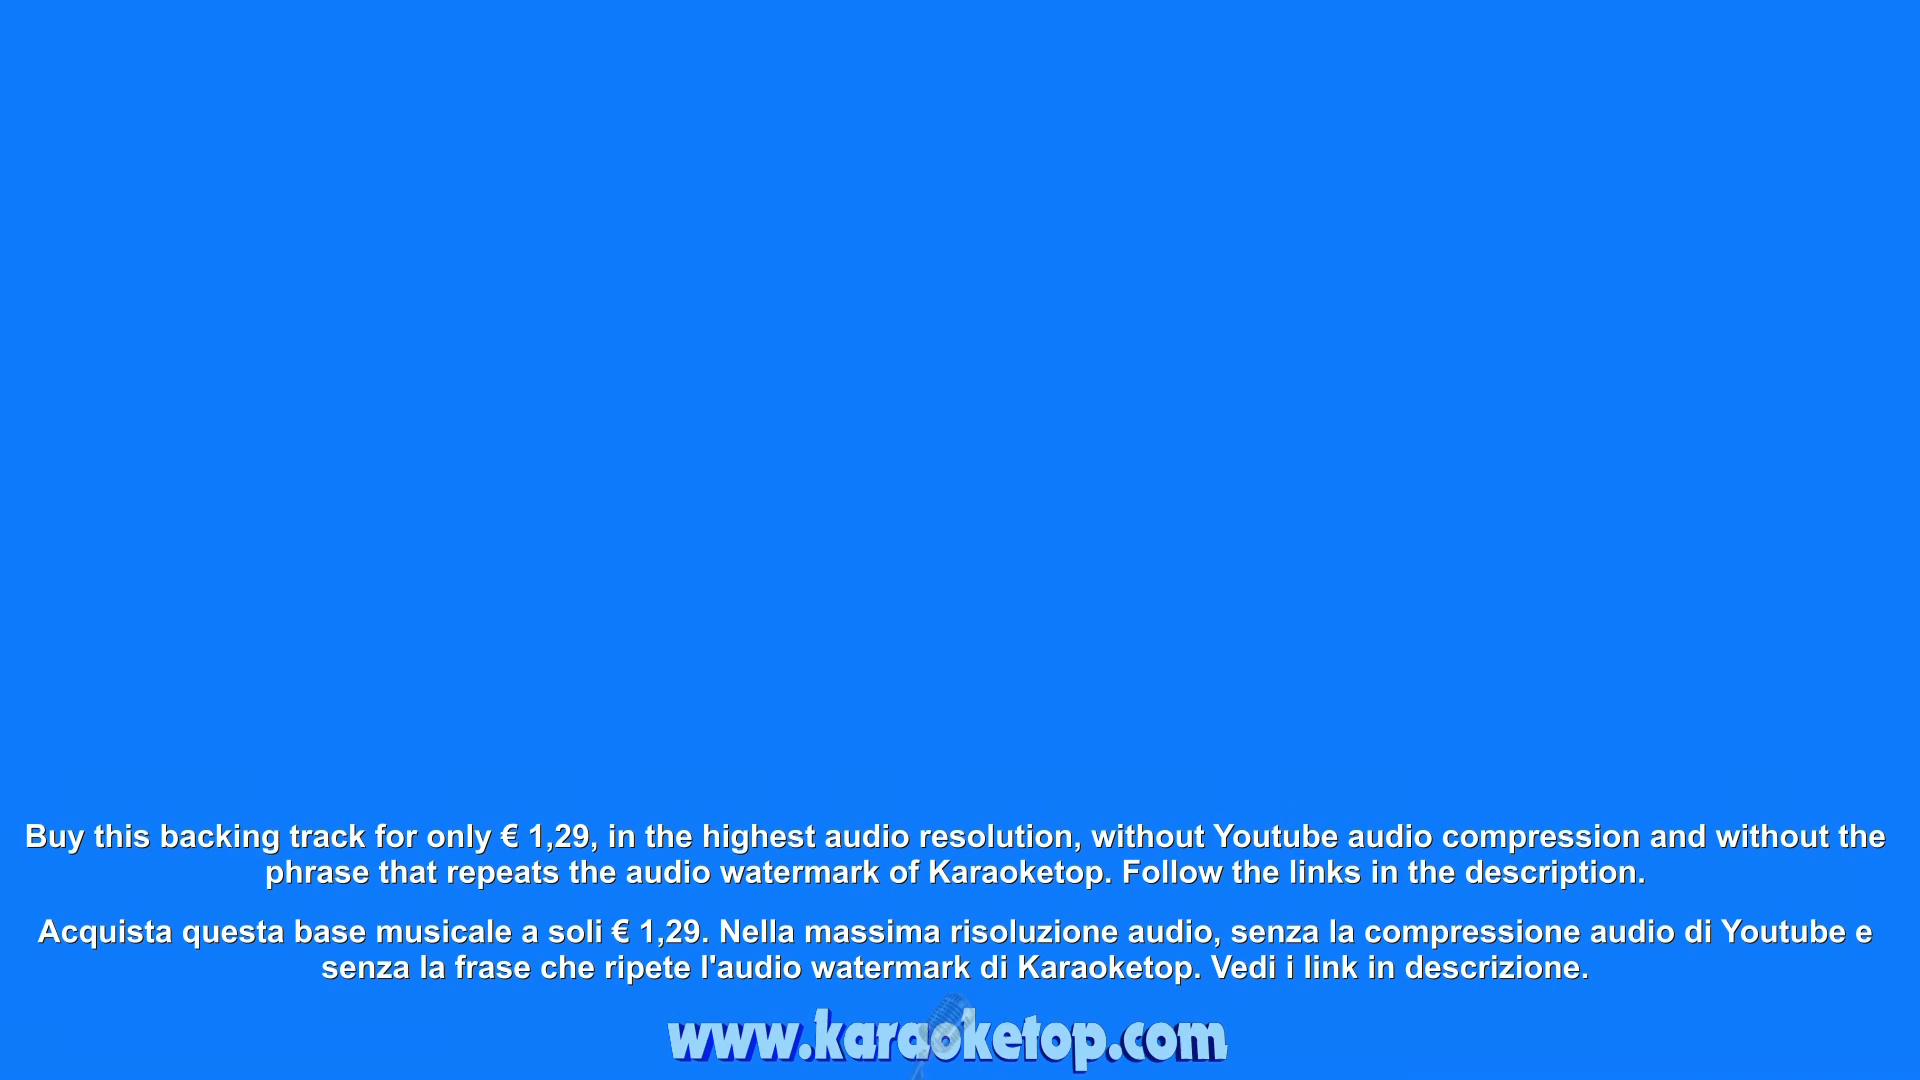 Buy this backing track for only € 1,29, in the highest audio resolution, without Youtube audio compression and without the
phrase that repeats the audio watermark of Karaoketop. Follow the links in the description.
Acquista questa base musicale a soli € 1,29. Nella massima risoluzione audio, senza la compressione audio di Youtube e
senza la frase che ripete l'audio watermark di Karaoketop. Vedi i link in descrizione.
www.karaoketop.com